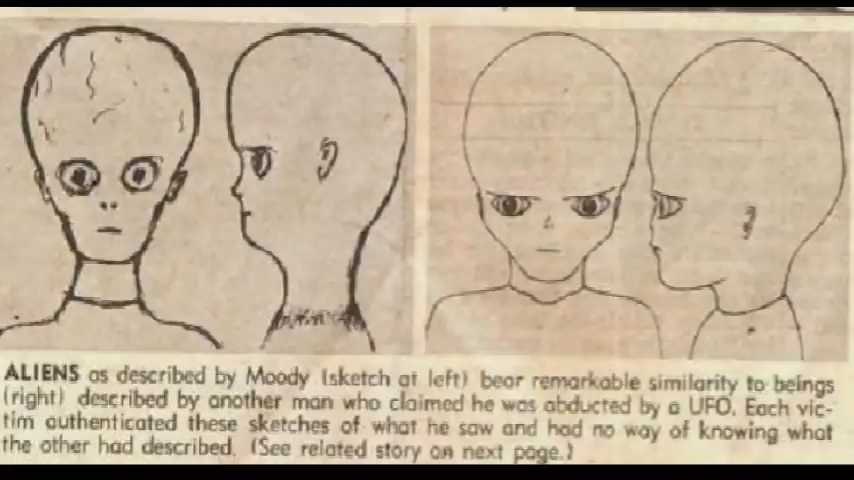 ALIENS as described by Moody (sketch at left) bear remarkable similarity to beings
(right) described by another man who claimed he was abducted by a UFO. Each vic-
tim authenticated these sketches of what he saw and had no way of knowing what
the other had described. (See related story on next page.)